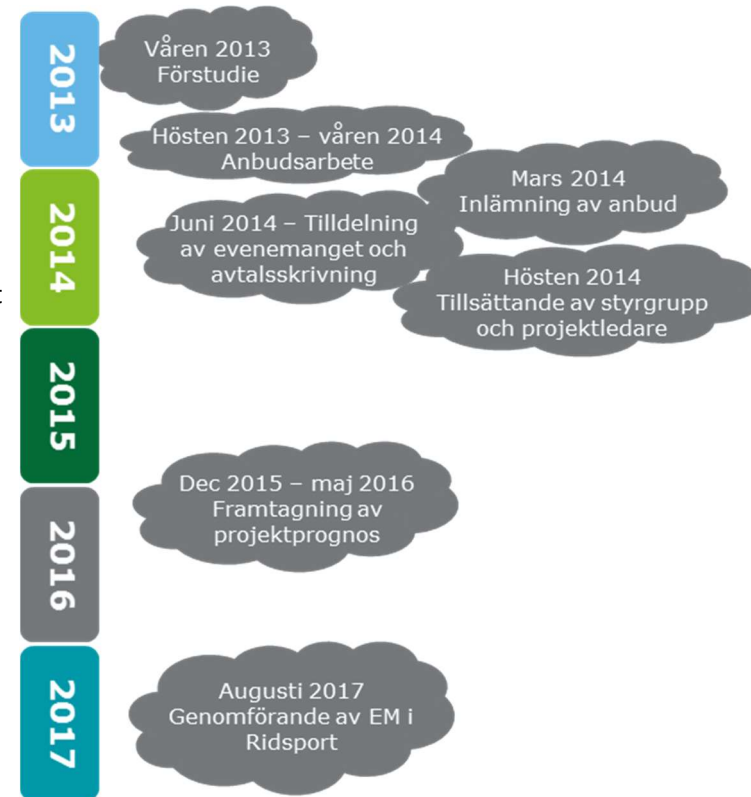 2013
Våren 2013
Förstudie
Hösten 2013 – våren 2014
Anbudsarbete
Mars 2014
Inlämning av anbud
2014
Juni 2014 – Tilldelning
av evenemanget och
avtalsskrivning
Hösten 2014
Tillsättande av styrgrupp
och projektledare
2015
Dec 2015 – maj 2016
Framtagning av
projektprognos
2016
2017
Augusti 2017
Genomförande av EM i
Ridsport